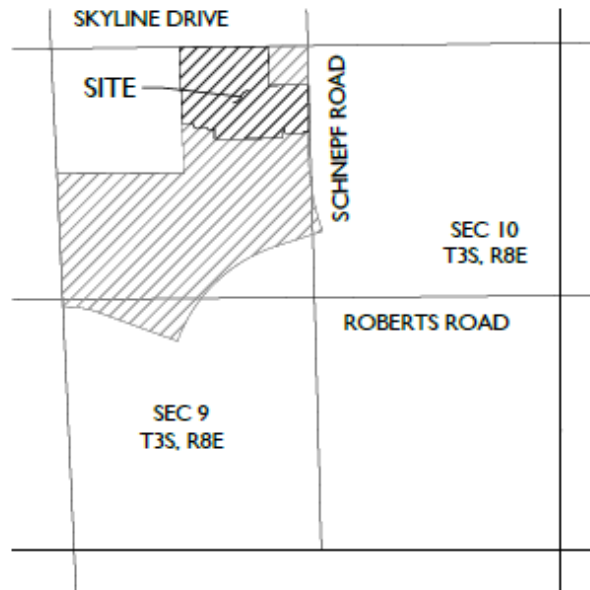 SKYLINE DRIVE
SITE
SCHNEPF ROAD
SEC 10
T3S, R8E
ROBERTS ROAD
SEC 9
T3S, R8E